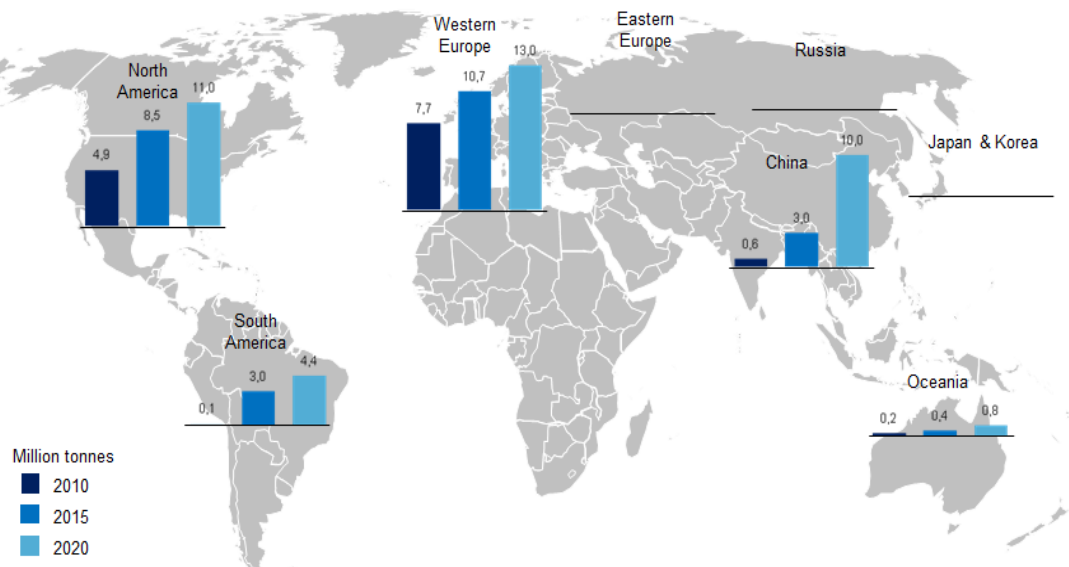 Western
Europe
Eastern
Europe
Russia
North
America
Japan & Korea
China
South
America
Oceania
4,9
8,5
11,0
7,7
10,7
13,0
0,6
3,0
10,0
0,1
3,0
4,4
0,2
0,4
0,8
Million tonnes
2010
2015
2020